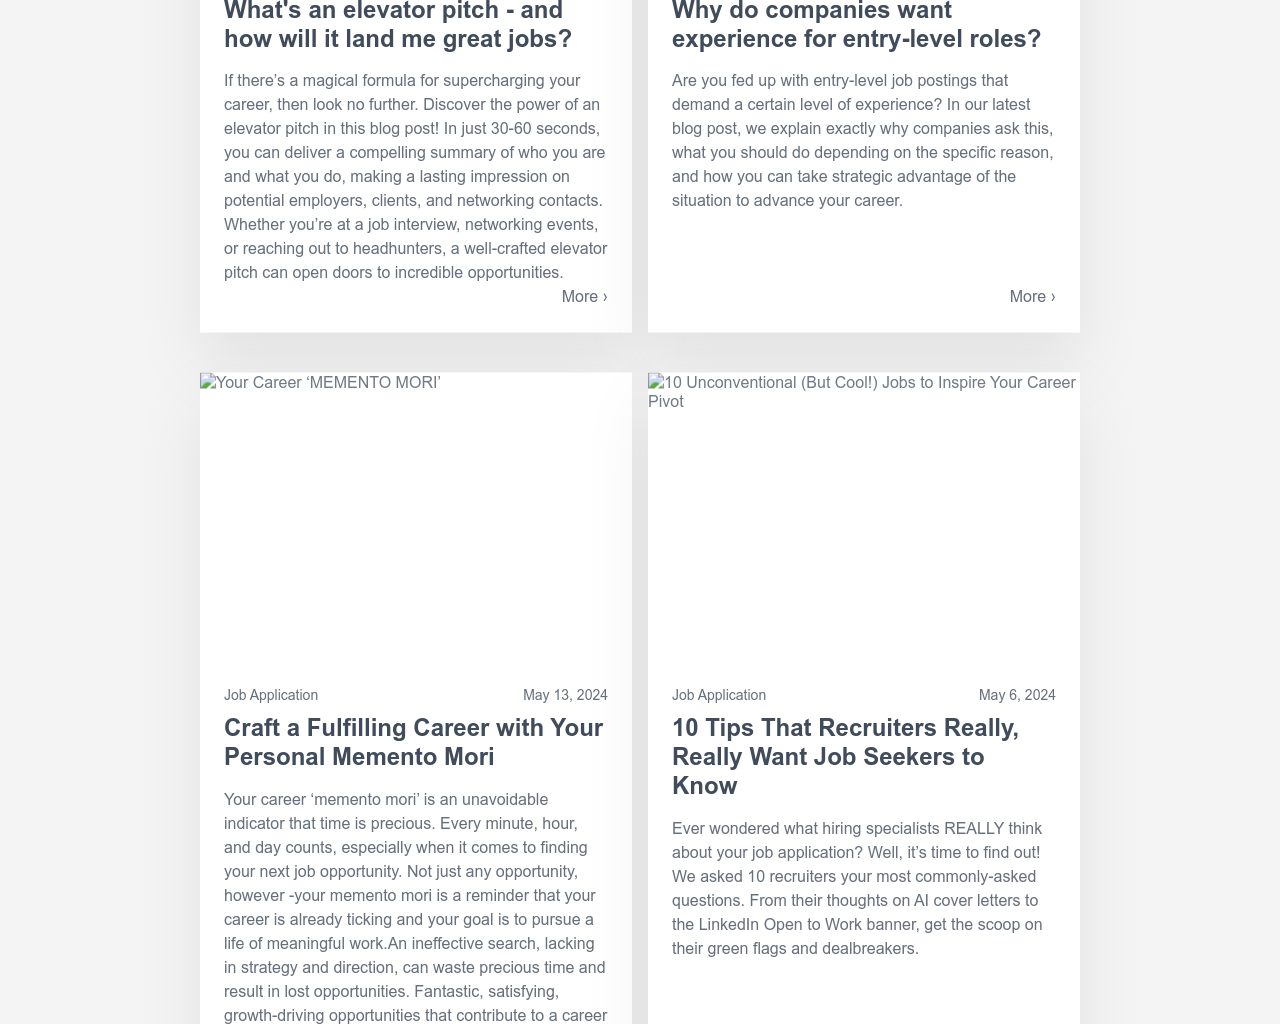 What's an elevator pitch - and
how will it land me great jobs?
If there’s a magical formula for supercharging your
career, then look no further. Discover the power of an
elevator pitch in this blog post! In just 30-60 seconds,
you can deliver a compelling summary of who you are
and what you do, making a lasting impression on
potential employers, clients, and networking contacts.
Whether you’re at a job interview, networking events,
or reaching out to headhunters, a well-crafted elevator
pitch can open doors to incredible opportunities.
More ›
Why do companies want
experience for entry-level roles?
Are you fed up with entry-level job postings that
demand a certain level of experience? In our latest
blog post, we explain exactly why companies ask this,
what you should do depending on the specific reason,
and how you can take strategic advantage of the
situation to advance your career.
More ›
Your Career ‘MEMENTO MORI’
Job Application
May 13, 2024
Craft a Fulfilling Career with Your
Personal Memento Mori
Your career ‘memento mori’ is an unavoidable
indicator that time is precious. Every minute, hour,
and day counts, especially when it comes to finding
your next job opportunity. Not just any opportunity,
however -your memento mori is a reminder that your
career is already ticking and your goal is to pursue a
life of meaningful work.An ineffective search, lacking
in strategy and direction, can waste precious time and
result in lost opportunities. Fantastic, satisfying,
growth-driving opportunities that contribute to a career
10 Unconventional (But Cool!) Jobs to Inspire Your Career
Pivot
Job Application
May 6, 2024
10 Tips That Recruiters Really,
Really Want Job Seekers to
Know
Ever wondered what hiring specialists REALLY think
about your job application? Well, it’s time to find out!
We asked 10 recruiters your most commonly-asked
questions. From their thoughts on AI cover letters to
the LinkedIn Open to Work banner, get the scoop on
their green flags and dealbreakers.